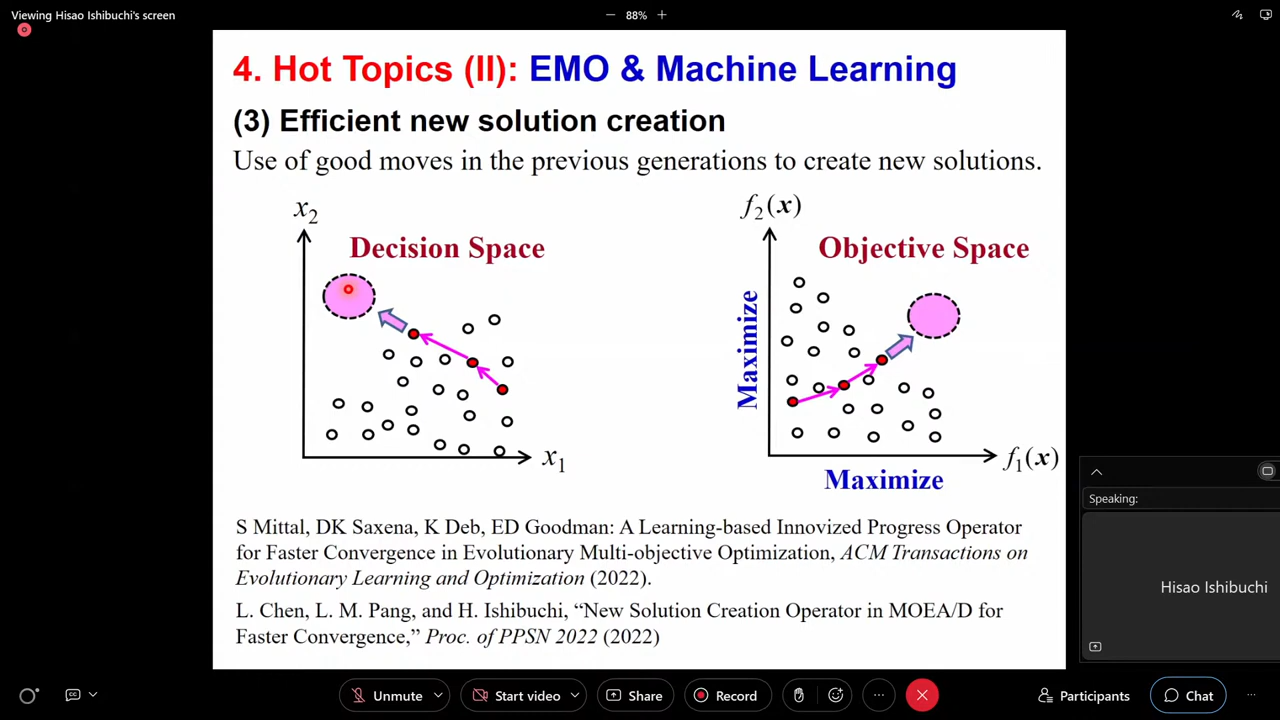 Viewing Hisao Ishibuchi's screen
88%
4. Hot Topics (II): EMO & Machine Learning
(3) Efficient new solution creation
Use of good moves in the previous generations to create new solutions.
x2
Decision Space
x1
f2(x)
Objective Space
Maximize
f1(x)
Maximize
S Mittal, DK Saxena, K Deb, ED Goodman: A Learning-based Innovized Progress Operator
for Faster Convergence in Evolutionary Multi-objective Optimization, ACM Transactions on
Evolutionary Learning and Optimization (2022).
L. Chen, L. M. Pang, and H. Ishibuchi, “New Solution Creation Operator in MOEA/D for
Faster Convergence,” Proc. of PPSN 2022 (2022)
Speaking:
Hisao Ishibuchi
CC
Unmute
Start video
Share
Record
Participants
Chat